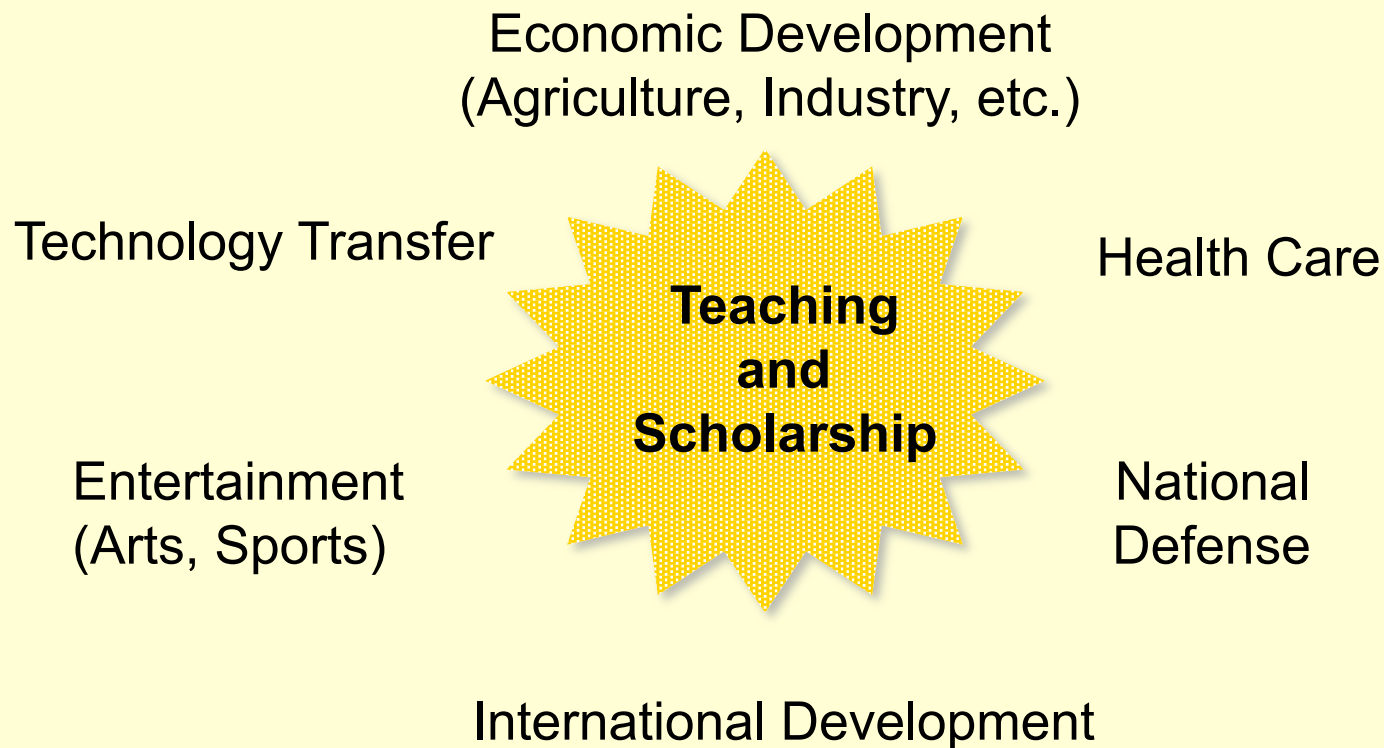 Economic Development
(Agriculture, Industry, etc.)
Technology Transfer
Health Care
Teaching
and
Scholarship
Entertainment
(Arts, Sports)
National
Defense
International Development